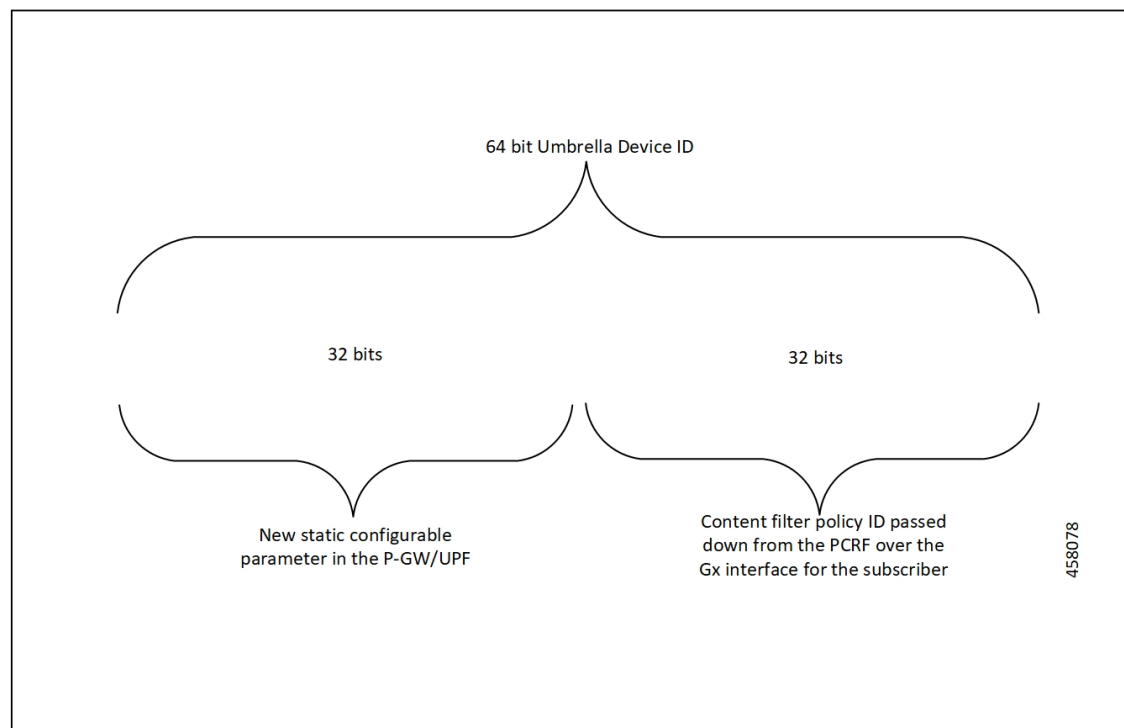 64 bit Umbrella Device ID
32 bits
32 bits
New static configurable
parameter in the P-GW/UPF
Content filter policy ID passed
down from the PCRF over the
Gx interface for the subscriber
458078